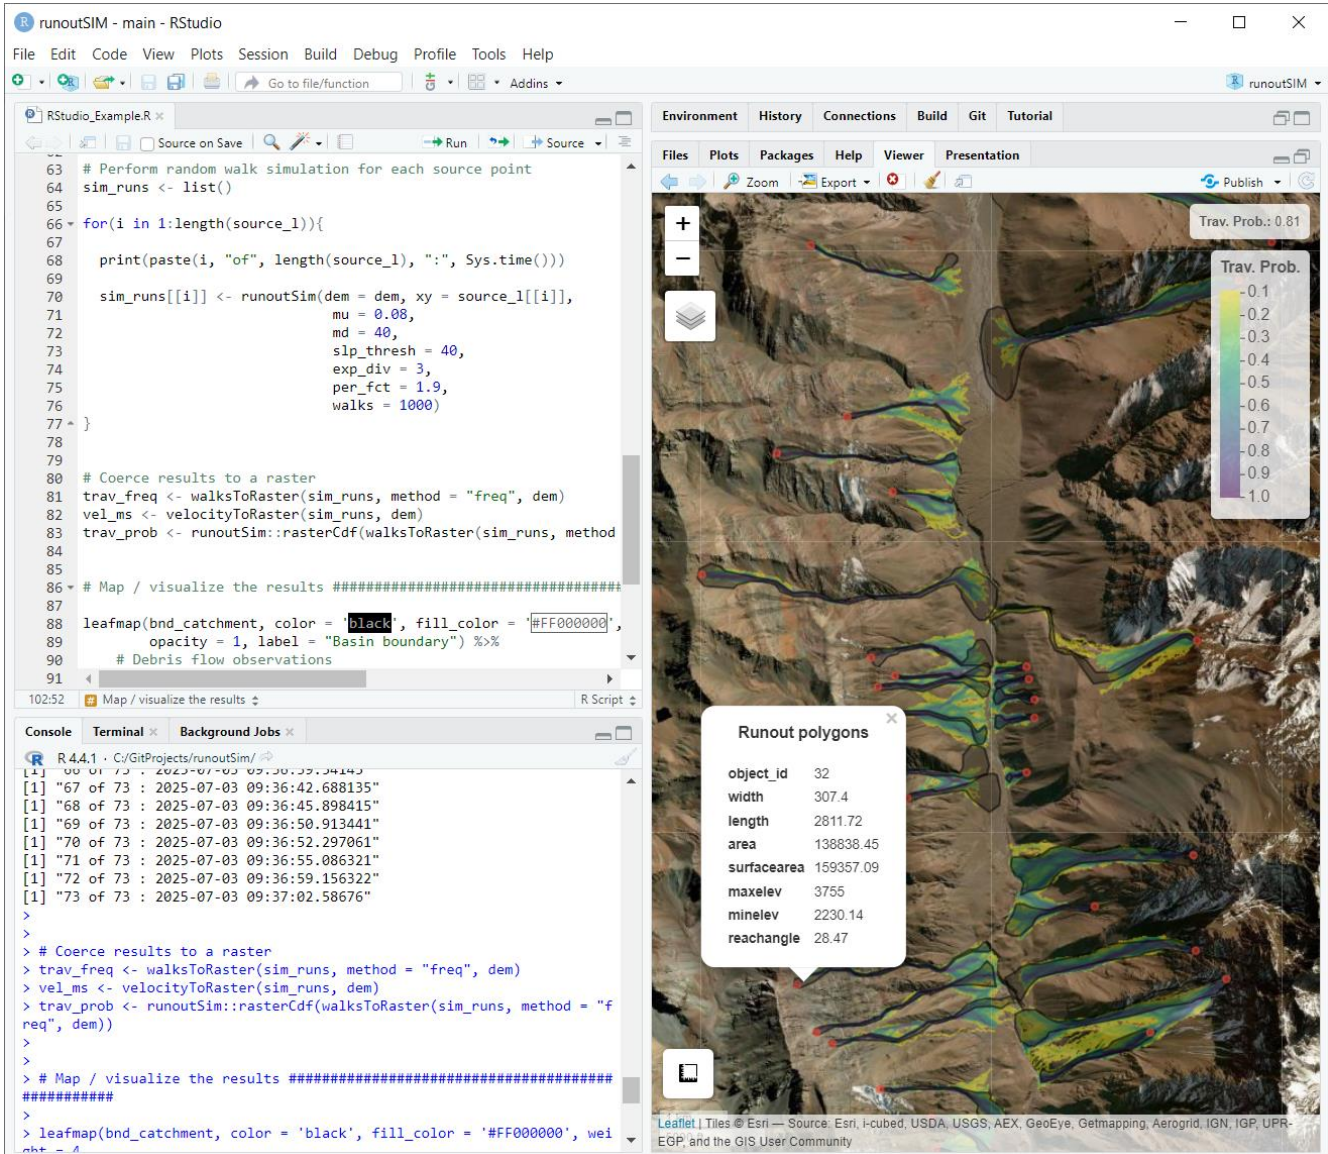 runoutSIM - main - RStudio
File Edit Code View Plots Session Build Debug Profile Tools Help
Go to file/function Addins runoutSIM
RStudio_Example.R
Source on Save Run Source
63 # Perform random walk simulation for each source point
64 sim_runs <- list()
65
66 for(i in 1:length(source_l)){
67
68 print(paste(i, "of", length(source_l), ":", Sys.time()))
69
70 sim_runs[[i]] <- runoutSim(dem = dem, xy = source_l[[i]],
71 mu = 0.08,
72 md = 40,
73 slp_thresh = 40,
74 exp_div = 3,
75 per_fct = 1.9,
76 walks = 1000)
77 }
78
79
80 # Coerce results to a raster
81 trav_freq <- walksToRaster(sim_runs, method = "freq", dem)
82 vel_ms <- velocityToRaster(sim_runs, dem)
83 trav_prob <- runoutSim::rasterCdf(walksToRaster(sim_runs, method
84
85
86 # Map / visualize the results ####################################
87
88 leafmap(bnd_catchment, color = 'black', fill_color = '#FF000000',
89 opacity = 1, label = "Basin boundary") %>%
90 # Debris flow observations
91
102:52 # Map / visualize the results R Script
Console Terminal Background Jobs
R 4.4.1 · C:/GitProjects/runoutSim/
[1] "66 of 73 : 2025-07-03 09:36:39.54145"
[1] "67 of 73 : 2025-07-03 09:36:42.688135"
[1] "68 of 73 : 2025-07-03 09:36:45.898415"
[1] "69 of 73 : 2025-07-03 09:36:50.913441"
[1] "70 of 73 : 2025-07-03 09:36:52.297061"
[1] "71 of 73 : 2025-07-03 09:36:55.086321"
[1] "72 of 73 : 2025-07-03 09:36:59.156322"
[1] "73 of 73 : 2025-07-03 09:37:02.58676"
>
>
> # Coerce results to a raster
> trav_freq <- walksToRaster(sim_runs, method = "freq", dem)
> vel_ms <- velocityToRaster(sim_runs, dem)
> trav_prob <- runoutSim::rasterCdf(walksToRaster(sim_runs, method = "f
req", dem))
>
>
> # Map / visualize the results #######################################
###########
>
> leafmap(bnd_catchment, color = 'black', fill_color = '#FF000000', wei
ght = 4
Environment History Connections Build Git Tutorial
Files Plots Packages Help Viewer Presentation
Zoom Export Publish
+
−
Trav. Prob.: 0.81
Trav. Prob.
0.1
0.2
0.3
0.4
0.5
0.6
0.7
0.8
0.9
1.0
Runout polygons
object_id 32
width 307.4
length 2811.72
area 138838.45
surfacearea 159357.09
maxelev 3755
minelev 2230.14
reachangle 28.47
Leaflet | Tiles © Esri — Source: Esri, i-cubed, USDA, USGS, AEX, GeoEye, Getmapping, Aerogrid, IGN, IGP, UPR-
EGP, and the GIS User Community